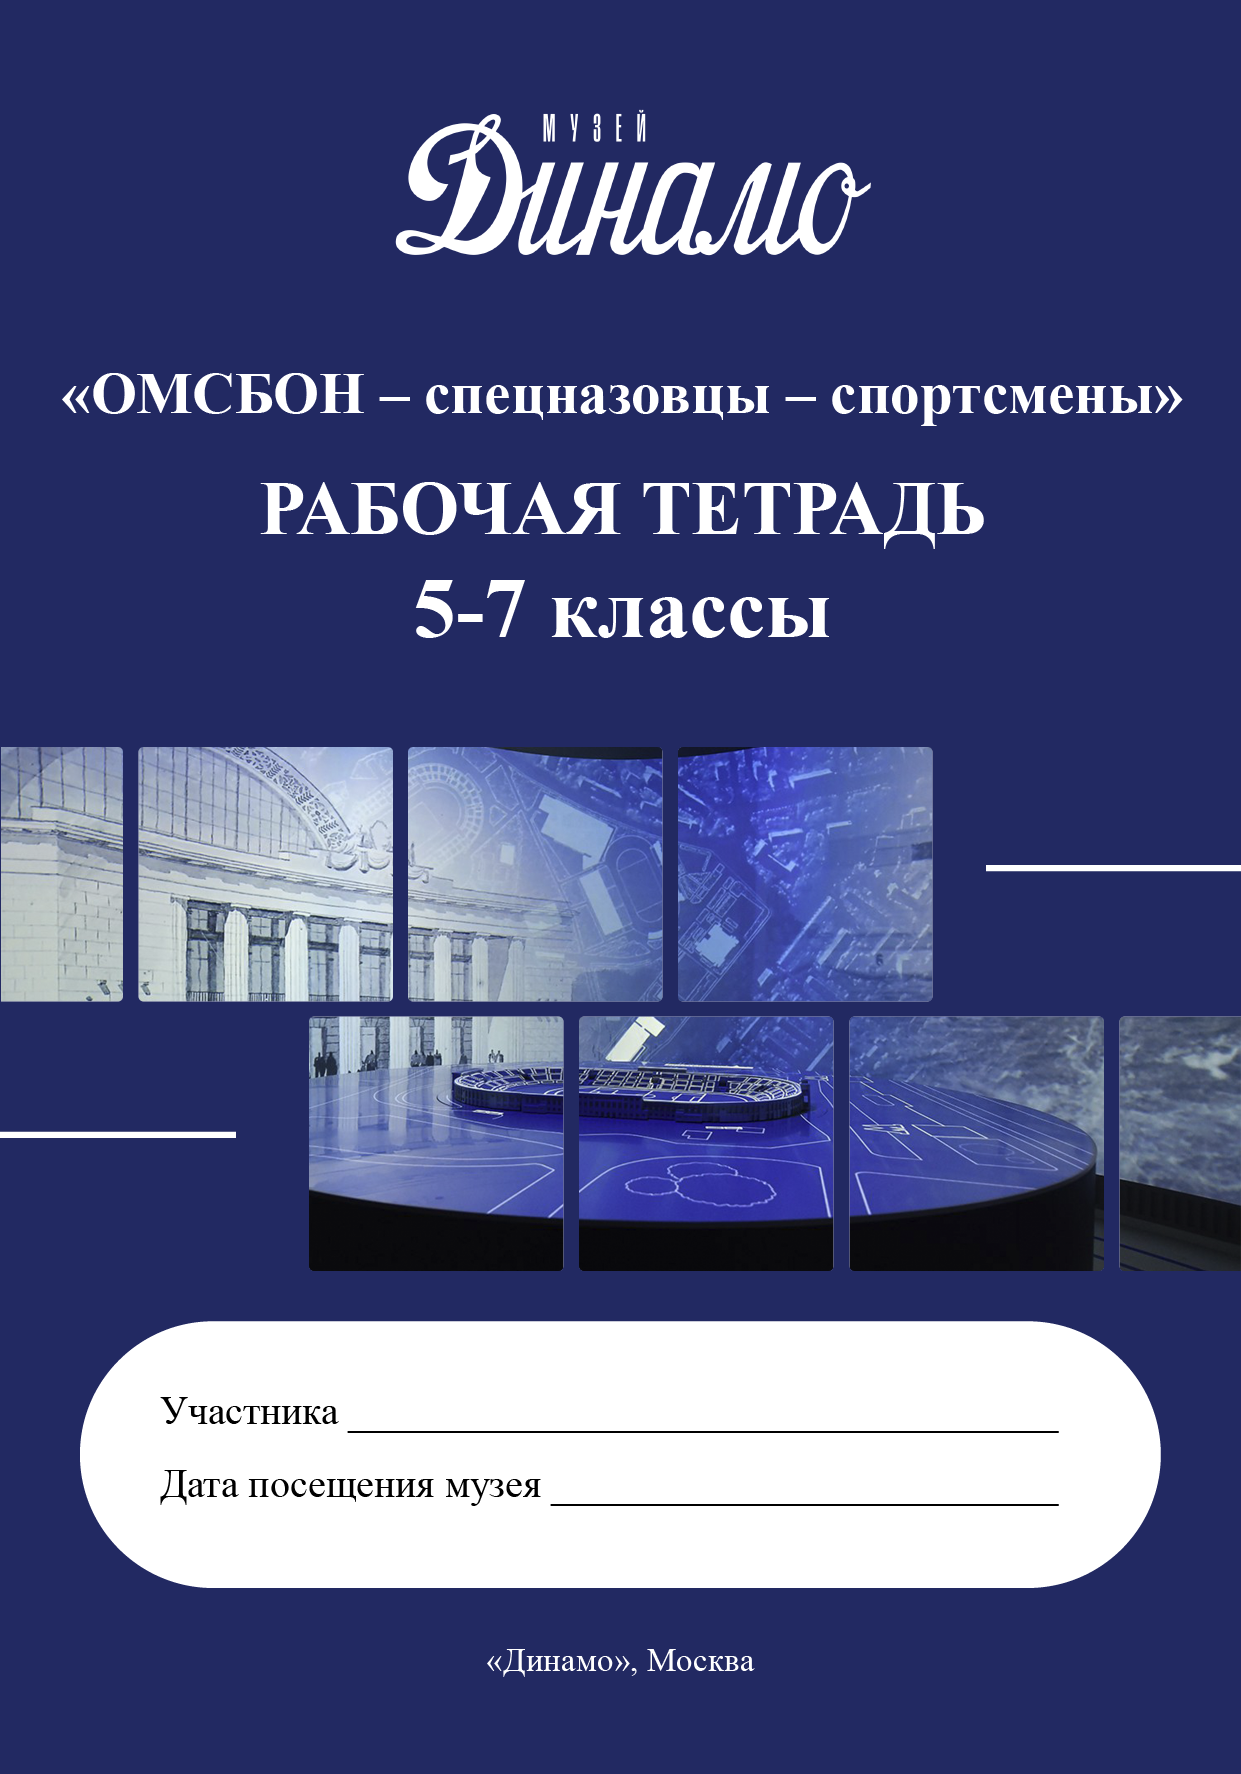 МУЗЕЙ
Динамо
«ОМСБОН – спецназовцы – спортсмены»
РАБОЧАЯ ТЕТРАДЬ
5-7 классы
Участника
Дата посещения музея
«Динамо», Москва